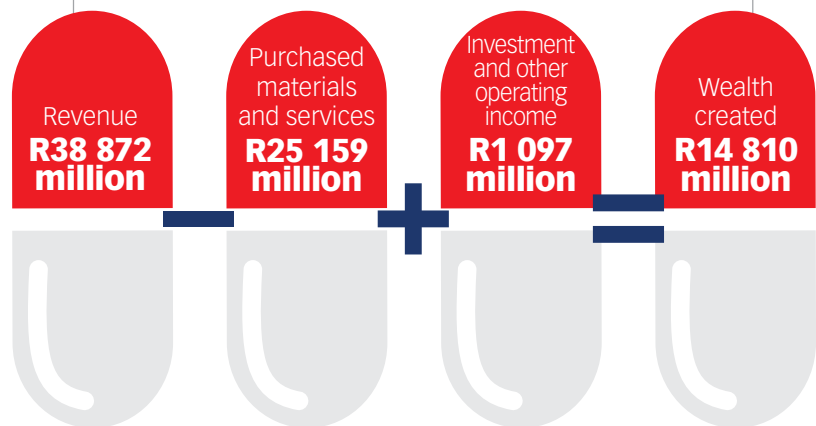 Revenue
R38 872
million
−
Purchased
materials
and services
R25 159
million
+
Investment
and other
operating
income
R1 097
million
=
Wealth
created
R14 810
million